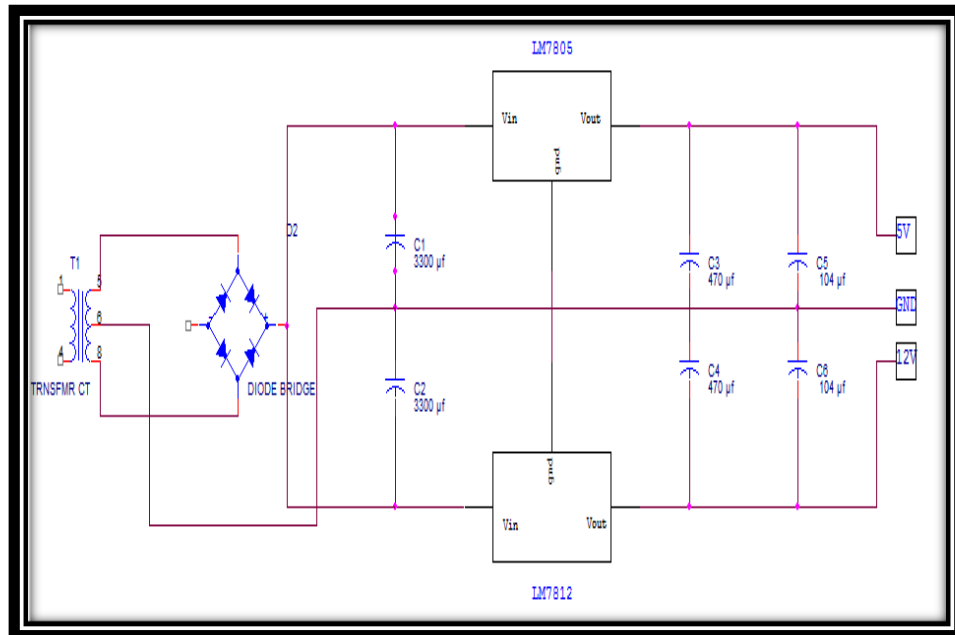 LM7805
Vin
Vout
gnd
D2
C1
3300 µf
C3
470 µf
C5
104 µf
5V
T1
1
5
6
4
8
GND
TRNSFMR CT
DIODE BRIDGE
C2
3300 µf
C4
470 µf
C6
104 µf
12V
gnd
Vin
Vout
LM7812